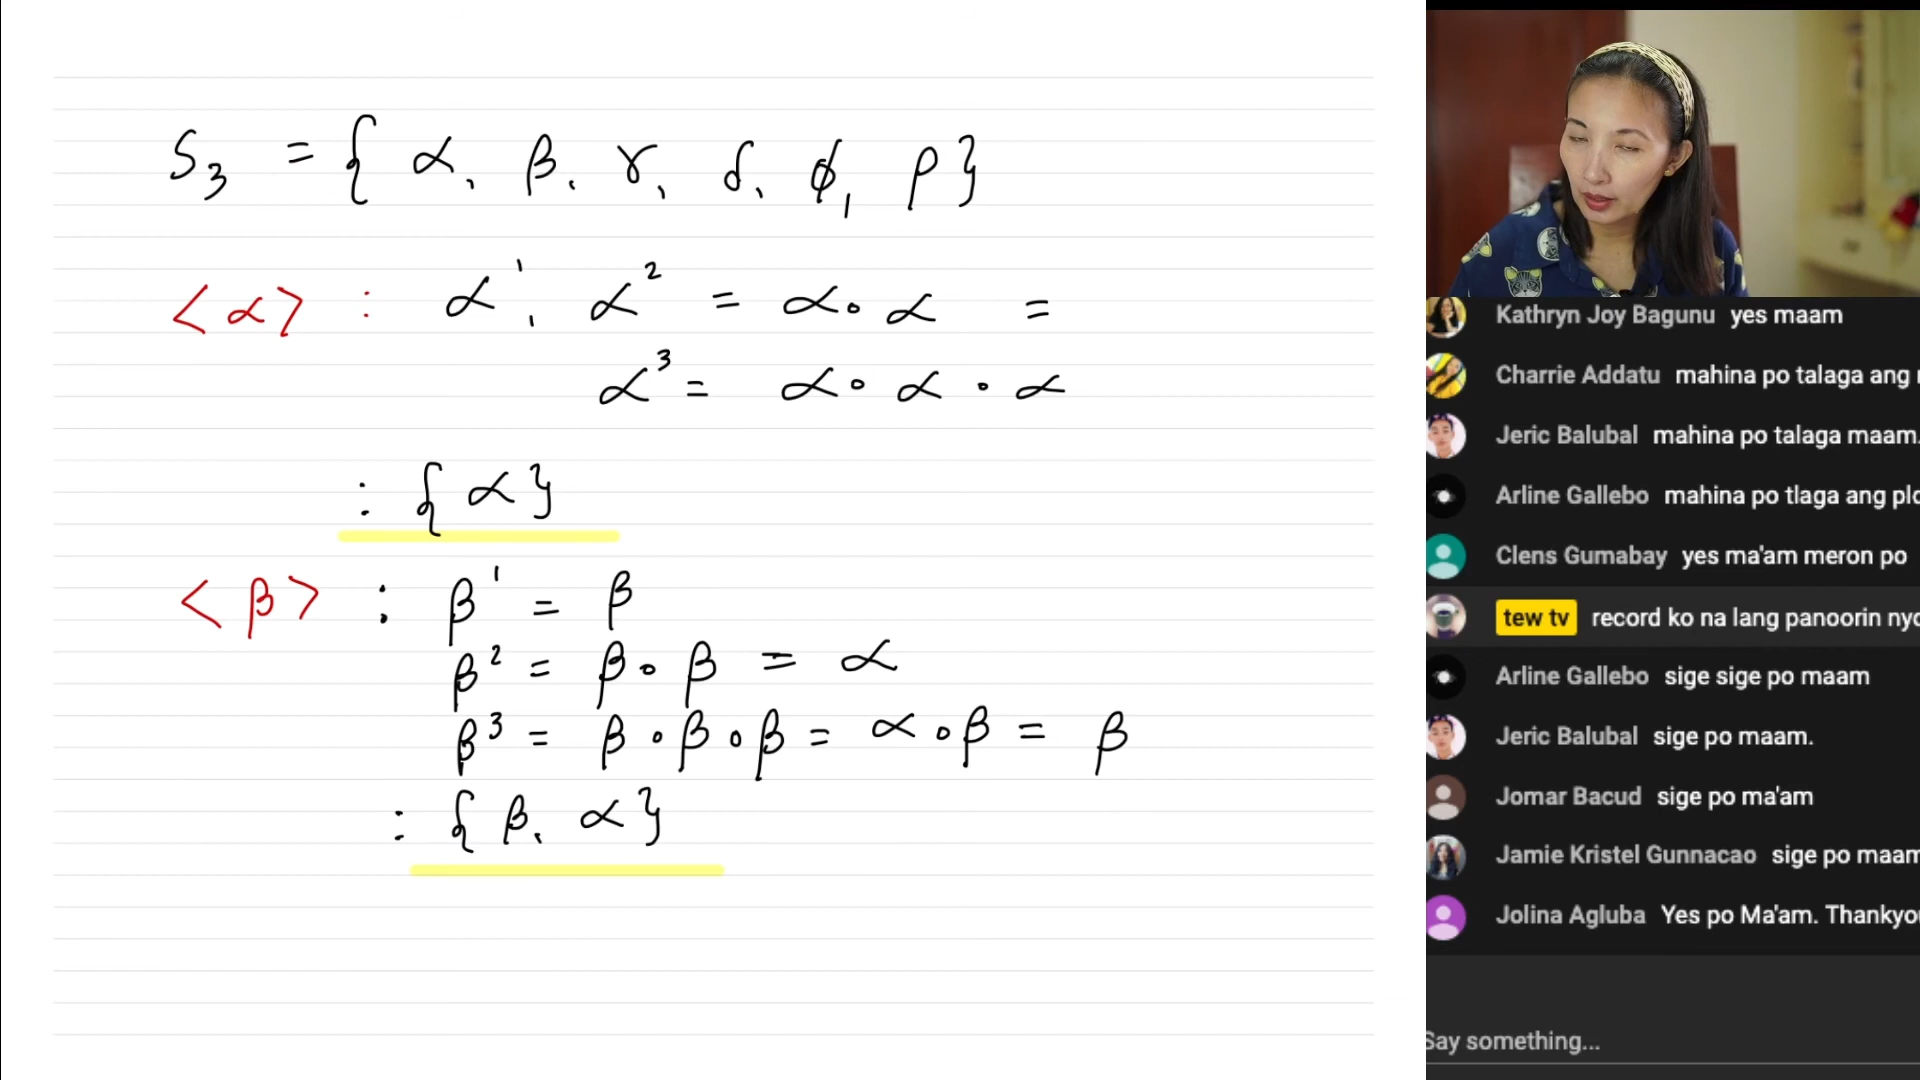 S₃ = { α, β, γ, δ, ϕ, ρ}
<α> : α¹, α² = α∘α =
α³ = α∘α∘α
: {α}
<β> : β¹ = β
β² = β∘β = α
β³ = β∘β∘β = α∘β = β
: {β, α}
Kathryn Joy Bagunu yes maam
Charrie Addatu mahina po talaga ang
Jeric Balubal mahina po talaga maam.
Arline Gallebo mahina po tlaga ang
Clens Gumabay yes ma'am meron po
tew tv record ko na lang panoorin
Arline Gallebo sige sige po maam
Jeric Balubal sige po maam.
Jomar Bacud sige po ma'am
Jamie Kristel Gunnacao sige po maam
Jolina Agluba Yes po Ma'am.
Say something...